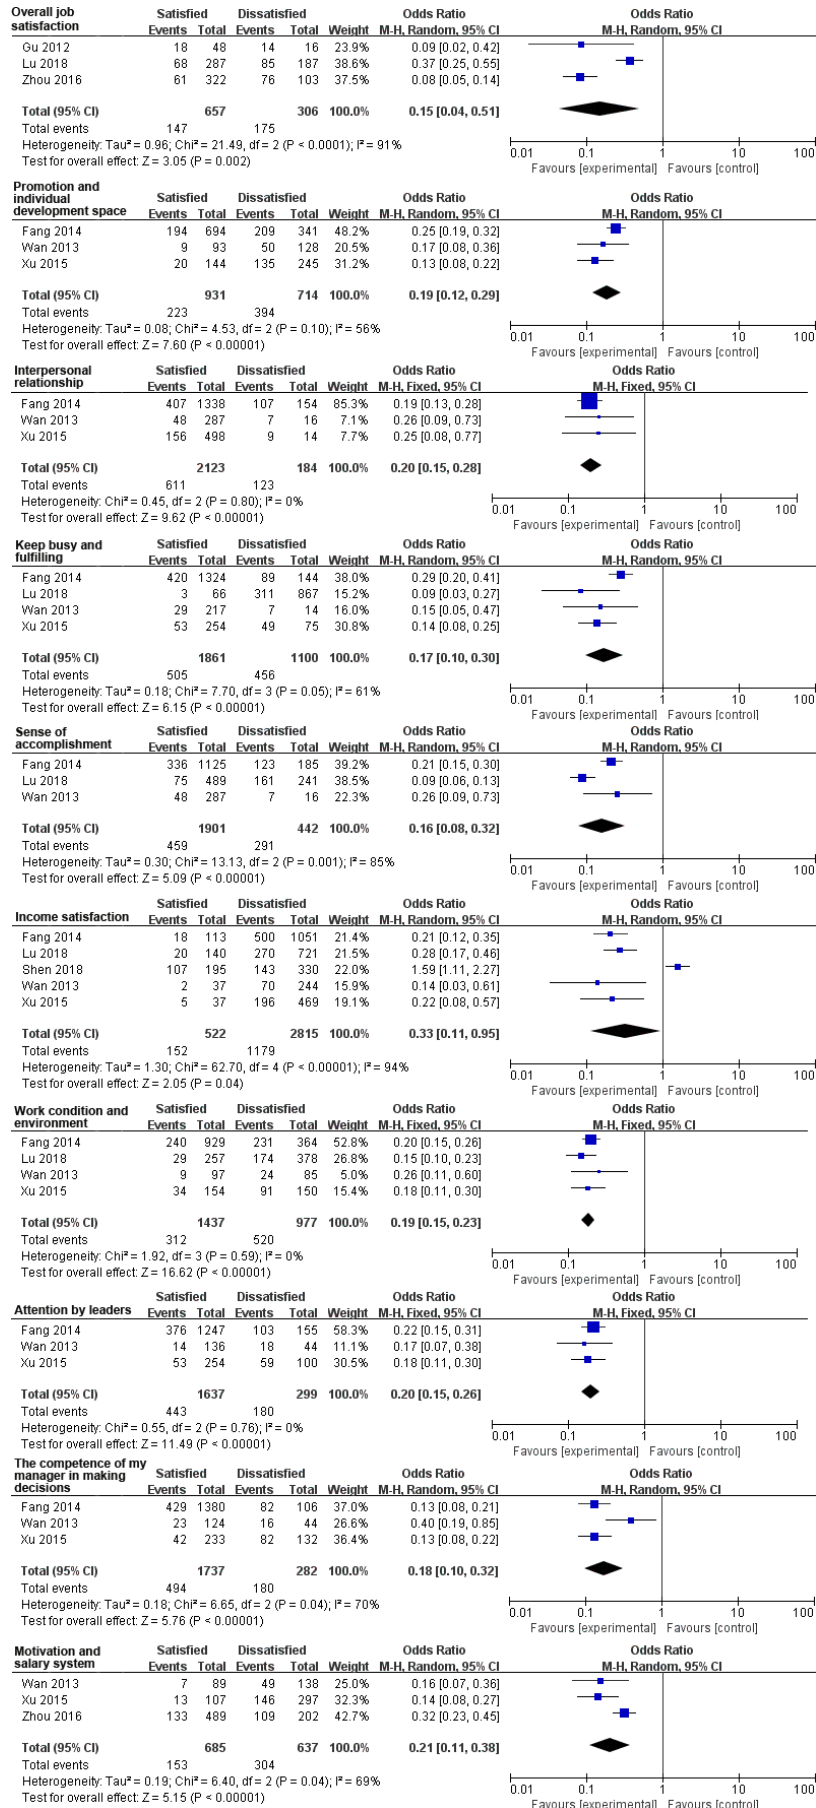 Overall job satisfaction Satisfied Dissatisfied Odds Ratio Odds Ratio
Events Total Events Total Weight M-H, Random, 95% CI M-H, Random, 95% CI
Gu 2012 18 48 14 16 23.9% 0.09 [0.02, 0.42]
Lu 2018 68 287 85 187 38.6% 0.37 [0.25, 0.55]
Zhou 2016 61 322 76 103 37.5% 0.08 [0.05, 0.14]
Total (95% CI) 657 306 100.0% 0.15 [0.04, 0.51]
Total events 147 175
Heterogeneity: Tau² = 0.96; Chi² = 21.49, df = 2 (P < 0.0001); I² = 91%
Test for overall effect: Z = 3.05 (P = 0.002)
0.01 0.1 1 10 100
Favours [experimental] Favours [control]
Promotion and individual development space Satisfied Dissatisfied Odds Ratio Odds Ratio
Events Total Events Total Weight M-H, Random, 95% CI M-H, Random, 95% CI
Fang 2014 194 694 209 341 48.2% 0.25 [0.19, 0.32]
Wan 2013 9 93 50 128 20.5% 0.17 [0.08, 0.36]
Xu 2015 20 144 135 245 31.2% 0.13 [0.08, 0.22]
Total (95% CI) 931 714 100.0% 0.19 [0.12, 0.29]
Total events 223 394
Heterogeneity: Tau² = 0.08; Chi² = 4.53, df = 2 (P = 0.10); I² = 56%
Test for overall effect: Z = 7.60 (P < 0.00001)
0.01 0.1 1 10 100
Favours [experimental] Favours [control]
Interpersonal relationship Satisfied Dissatisfied Odds Ratio Odds Ratio
Events Total Events Total Weight M-H, Fixed, 95% CI M-H, Fixed, 95% CI
Fang 2014 407 1338 107 154 85.3% 0.19 [0.13, 0.28]
Wan 2013 48 287 7 16 7.1% 0.26 [0.09, 0.73]
Xu 2015 156 498 9 14 7.7% 0.25 [0.08, 0.77]
Total (95% CI) 2123 184 100.0% 0.20 [0.15, 0.28]
Total events 611 123
Heterogeneity: Chi² = 0.45, df = 2 (P = 0.80); I² = 0%
Test for overall effect: Z = 9.62 (P < 0.00001)
0.01 0.1 1 10 100
Favours [experimental] Favours [control]
Keep busy and fulfilling Satisfied Dissatisfied Odds Ratio Odds Ratio
Events Total Events Total Weight M-H, Random, 95% CI M-H, Random, 95% CI
Fang 2014 420 1324 89 144 38.0% 0.29 [0.20, 0.41]
Lu 2018 3 66 311 867 15.2% 0.09 [0.03, 0.27]
Wan 2013 29 217 7 14 16.0% 0.15 [0.05, 0.47]
Xu 2015 53 254 49 75 30.8% 0.14 [0.08, 0.25]
Total (95% CI) 1861 1100 100.0% 0.17 [0.10, 0.30]
Total events 505 456
Heterogeneity: Tau² = 0.18; Chi² = 7.70, df = 3 (P = 0.05); I² = 61%
Test for overall effect: Z = 6.15 (P < 0.00001)
0.01 0.1 1 10 100
Favours [experimental] Favours [control]
Sense of accomplishment Satisfied Dissatisfied Odds Ratio Odds Ratio
Events Total Events Total Weight M-H, Random, 95% CI M-H, Random, 95% CI
Fang 2014 336 1125 123 185 39.2% 0.21 [0.15, 0.30]
Lu 2018 75 489 161 241 38.5% 0.09 [0.06, 0.13]
Wan 2013 48 287 7 16 22.3% 0.26 [0.09, 0.73]
Total (95% CI) 1901 442 100.0% 0.16 [0.08, 0.32]
Total events 459 291
Heterogeneity: Tau² = 0.30; Chi² = 13.13, df = 2 (P = 0.001); I² = 85%
Test for overall effect: Z = 5.09 (P < 0.00001)
0.01 0.1 1 10 100
Favours [experimental] Favours [control]
Income satisfaction Satisfied Dissatisfied Odds Ratio Odds Ratio
Events Total Events Total Weight M-H, Random, 95% CI M-H, Random, 95% CI
Fang 2014 18 113 500 1051 21.4% 0.21 [0.12, 0.35]
Lu 2018 20 140 270 721 21.5% 0.28 [0.17, 0.46]
Shen 2018 107 195 143 330 22.0% 1.59 [1.11, 2.27]
Wan 2013 2 37 70 244 15.9% 0.14 [0.03, 0.61]
Xu 2015 5 37 196 469 19.1% 0.22 [0.08, 0.57]
Total (95% CI) 522 2815 100.0% 0.33 [0.11, 0.95]
Total events 152 1179
Heterogeneity: Tau² = 1.30; Chi² = 62.70, df = 4 (P < 0.00001); I² = 94%
Test for overall effect: Z = 2.05 (P = 0.04)
0.01 0.1 1 10 100
Favours [experimental] Favours [control]
Work condition and environment Satisfied Dissatisfied Odds Ratio Odds Ratio
Events Total Events Total Weight M-H, Fixed, 95% CI M-H, Fixed, 95% CI
Fang 2014 240 929 231 364 52.8% 0.20 [0.15, 0.26]
Lu 2018 29 257 174 378 26.8% 0.15 [0.10, 0.23]
Wan 2013 9 97 24 85 5.0% 0.26 [0.11, 0.60]
Xu 2015 34 154 91 150 15.4% 0.18 [0.11, 0.30]
Total (95% CI) 1437 977 100.0% 0.19 [0.15, 0.23]
Total events 312 520
Heterogeneity: Chi² = 1.92, df = 3 (P = 0.59); I² = 0%
Test for overall effect: Z = 16.62 (P < 0.00001)
0.01 0.1 1 10 100
Favours [experimental] Favours [control]
Attention by leaders Satisfied Dissatisfied Odds Ratio Odds Ratio
Events Total Events Total Weight M-H, Fixed, 95% CI M-H, Fixed, 95% CI
Fang 2014 376 1247 103 155 58.3% 0.22 [0.15, 0.31]
Wan 2013 14 136 18 44 11.1% 0.17 [0.07, 0.38]
Xu 2015 53 254 59 100 30.5% 0.18 [0.11, 0.30]
Total (95% CI) 1637 299 100.0% 0.20 [0.15, 0.26]
Total events 443 180
Heterogeneity: Chi² = 0.55, df = 2 (P = 0.76); I² = 0%
Test for overall effect: Z = 11.49 (P < 0.00001)
0.01 0.1 1 10 100
Favours [experimental] Favours [control]
The competence of my manager in making decisions Satisfied Dissatisfied Odds Ratio Odds Ratio
Events Total Events Total Weight M-H, Random, 95% CI M-H, Random, 95% CI
Fang 2014 429 1380 82 106 37.0% 0.13 [0.08, 0.21]
Wan 2013 23 124 16 44 26.6% 0.40 [0.19, 0.85]
Xu 2015 42 233 82 132 36.4% 0.13 [0.08, 0.22]
Total (95% CI) 1737 282 100.0% 0.18 [0.10, 0.32]
Total events 494 180
Heterogeneity: Tau² = 0.18; Chi² = 6.65, df = 2 (P = 0.04); I² = 70%
Test for overall effect: Z = 5.76 (P < 0.00001)
0.01 0.1 1 10 100
Favours [experimental] Favours [control]
Motivation and salary system Satisfied Dissatisfied Odds Ratio Odds Ratio
Events Total Events Total Weight M-H, Random, 95% CI M-H, Random, 95% CI
Wan 2013 7 89 49 138 25.0% 0.16 [0.07, 0.36]
Xu 2015 13 107 146 297 32.3% 0.14 [0.08, 0.27]
Zhou 2016 133 489 109 202 42.7% 0.32 [0.23, 0.45]
Total (95% CI) 685 637 100.0% 0.21 [0.11, 0.38]
Total events 153 304
Heterogeneity: Tau² = 0.19; Chi² = 6.40, df = 2 (P = 0.04); I² = 69%
Test for overall effect: Z = 5.15 (P < 0.00001)
0.01 0.1 1 10 100
Favours [experimental] Favours [control]